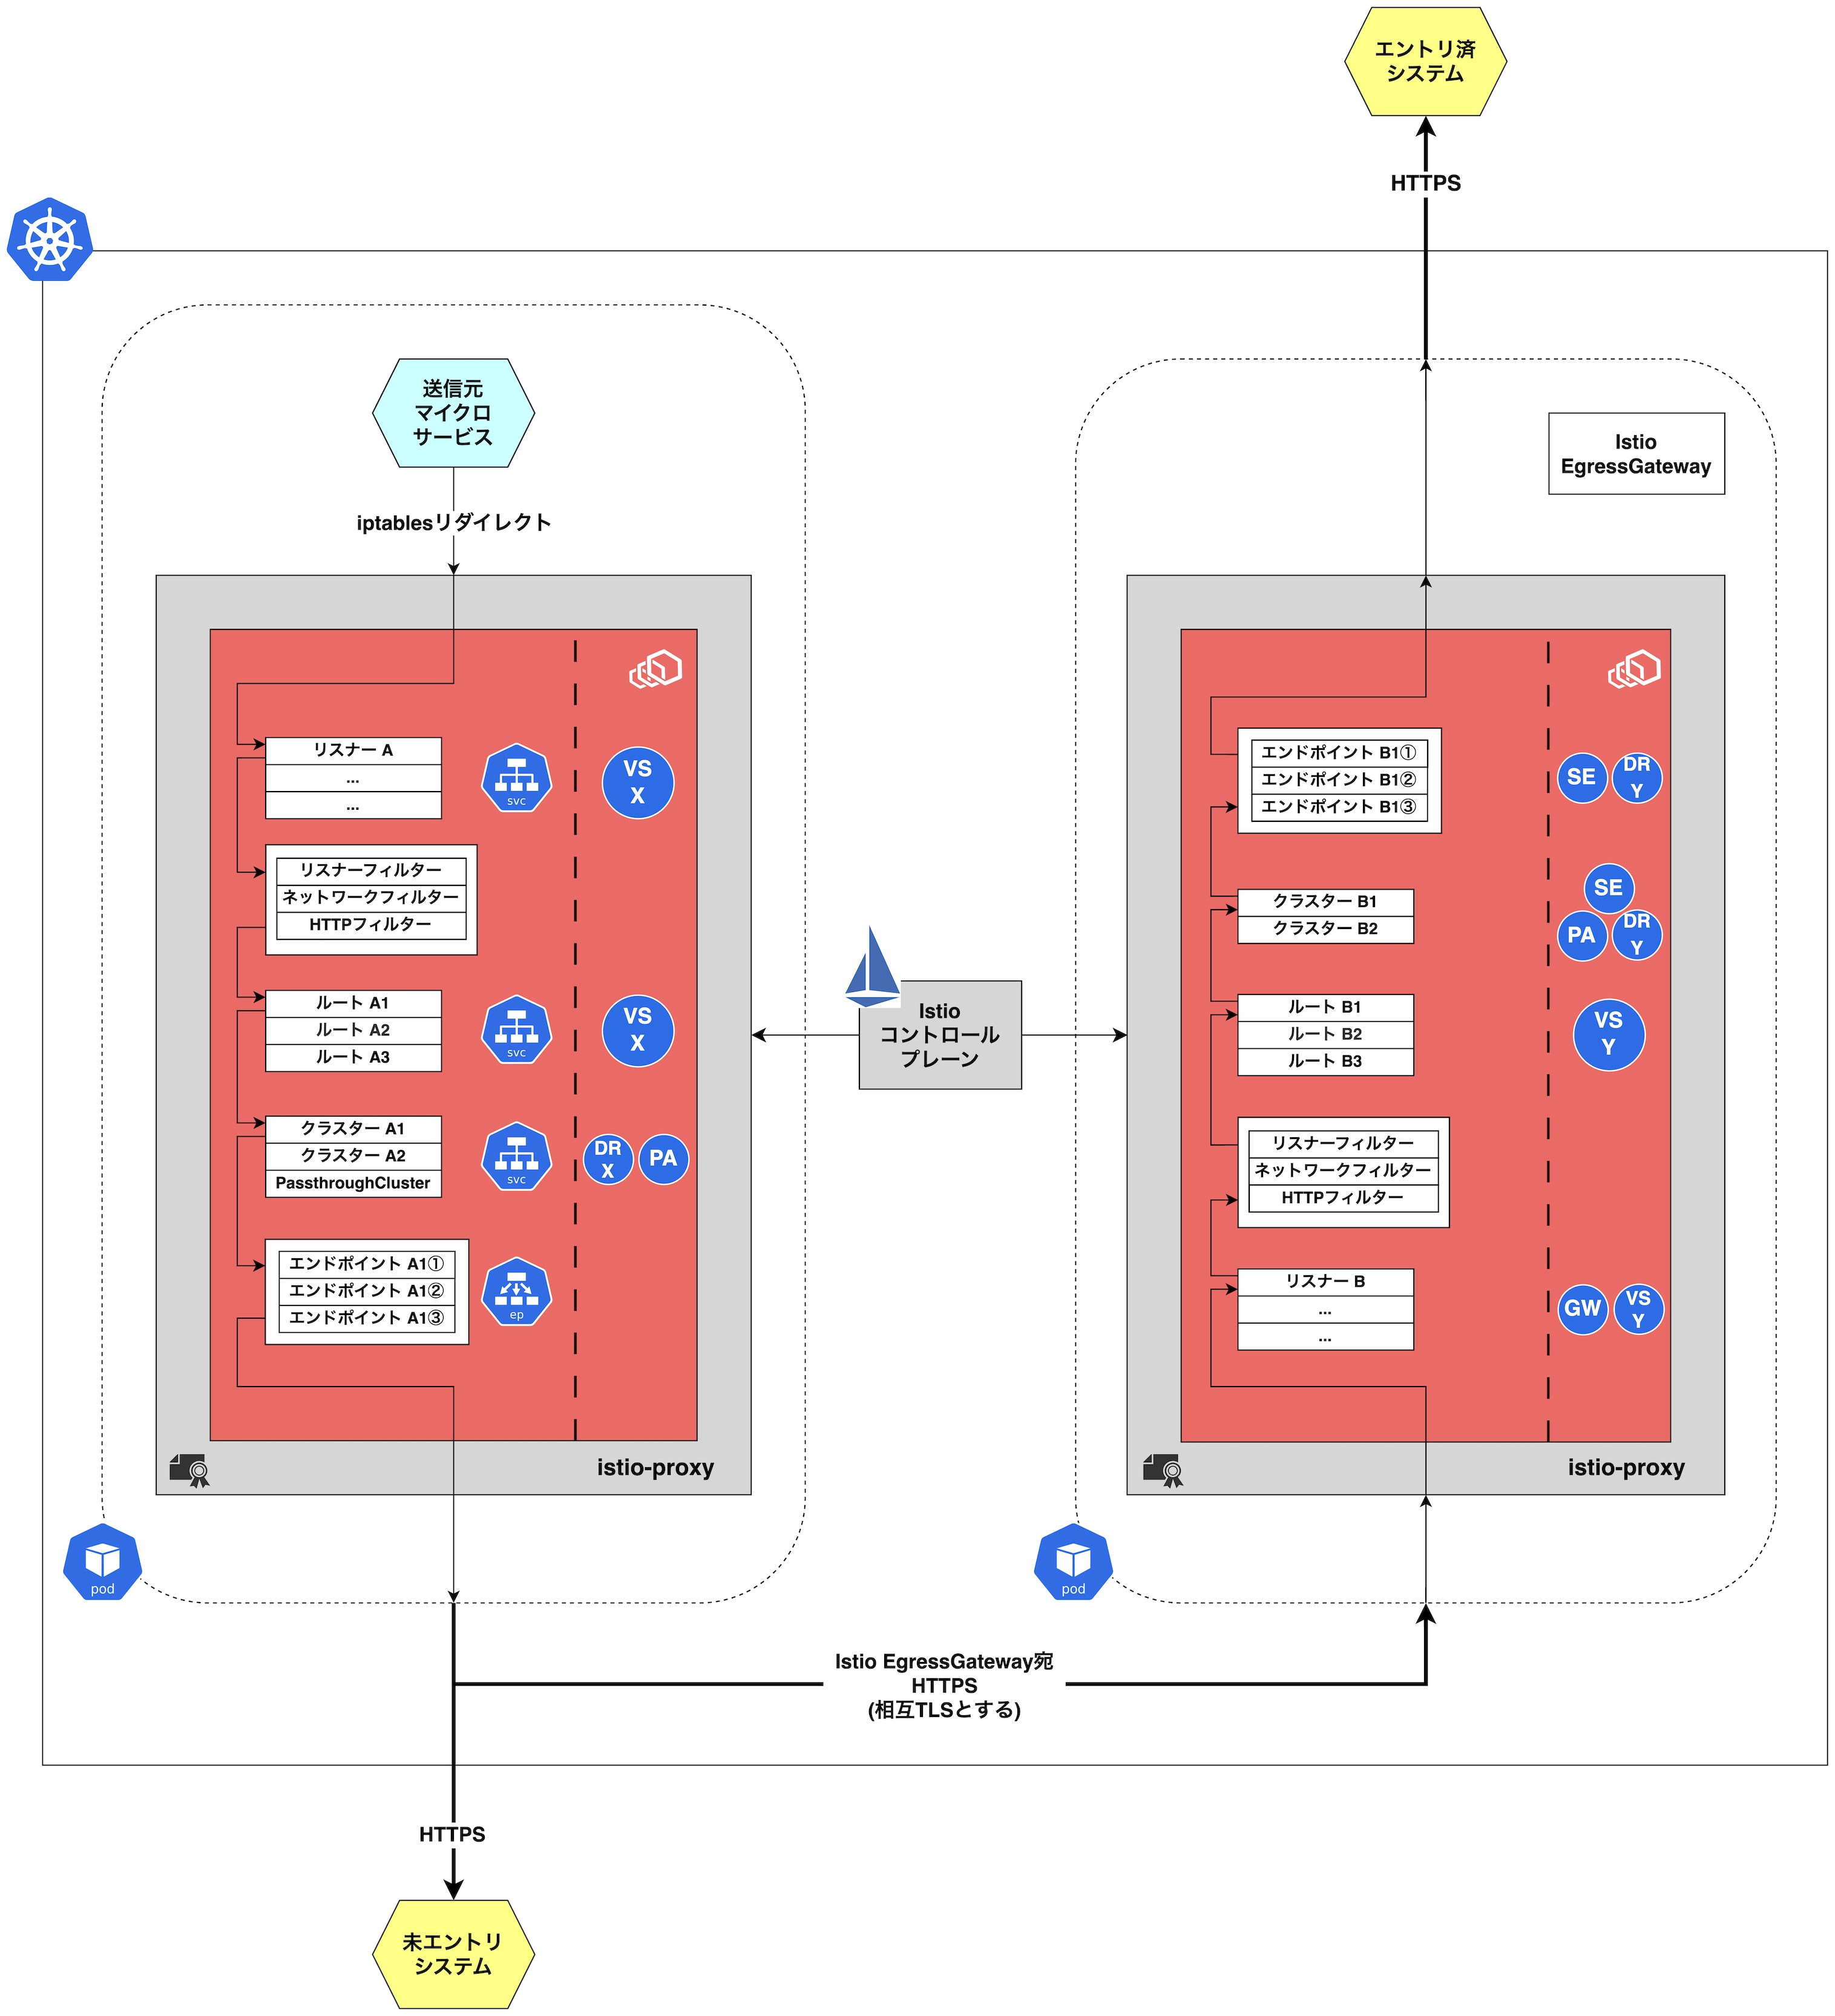 エントリ済
システム
HTTPS
送信元
マイクロ
サービス
iptablesリダイレクト
リスナー A
...
...
svc
VS
X
リスナーフィルター
ネットワークフィルター
HTTPフィルター
ルート A1
ルート A2
ルート A3
svc
VS
X
クラスター A1
クラスター A2
PassthroughCluster
svc
DR
X
PA
エンドポイント A1①
エンドポイント A1②
エンドポイント A1③
ep
istio-proxy
pod
Istio
コントロール
プレーン
Istio
EgressGateway
エンドポイント B1①
エンドポイント B1②
エンドポイント B1③
SE
DR
Y
クラスター B1
クラスター B2
SE
PA
DR
Y
ルート B1
ルート B2
ルート B3
VS
Y
リスナーフィルター
ネットワークフィルター
HTTPフィルター
リスナー B
...
...
GW
VS
Y
istio-proxy
pod
Istio EgressGateway宛
HTTPS
(相互TLSとする)
HTTPS
未エントリ
システム